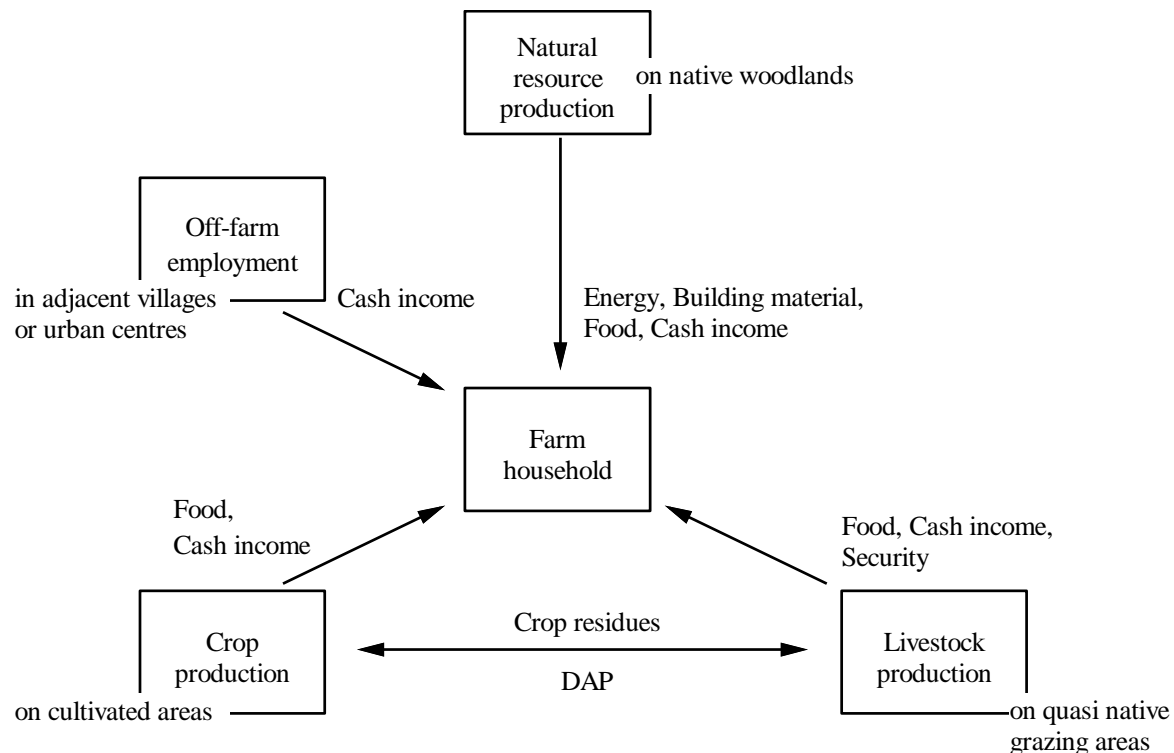 Natural
resource
production
on native woodlands
Off-farm
employment
in adjacent villages
or urban centres
Cash income
Energy, Building material,
Food, Cash income
Farm
household
Food,
Cash income
Food, Cash income,
Security
Crop
production
on cultivated areas
Crop residues
DAP
Livestock
production
on quasi native
grazing areas